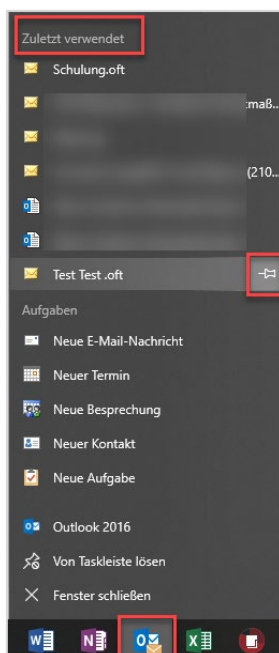 Zuletzt verwendet
Schulung.oft
tmaß...
(210...
Test Test .oft
Aufgaben
Neue E-Mail-Nachricht
Neuer Termin
Neue Besprechung
Neuer Kontakt
Neue Aufgabe
Outlook 2016
Von Taskleiste lösen
Fenster schließen